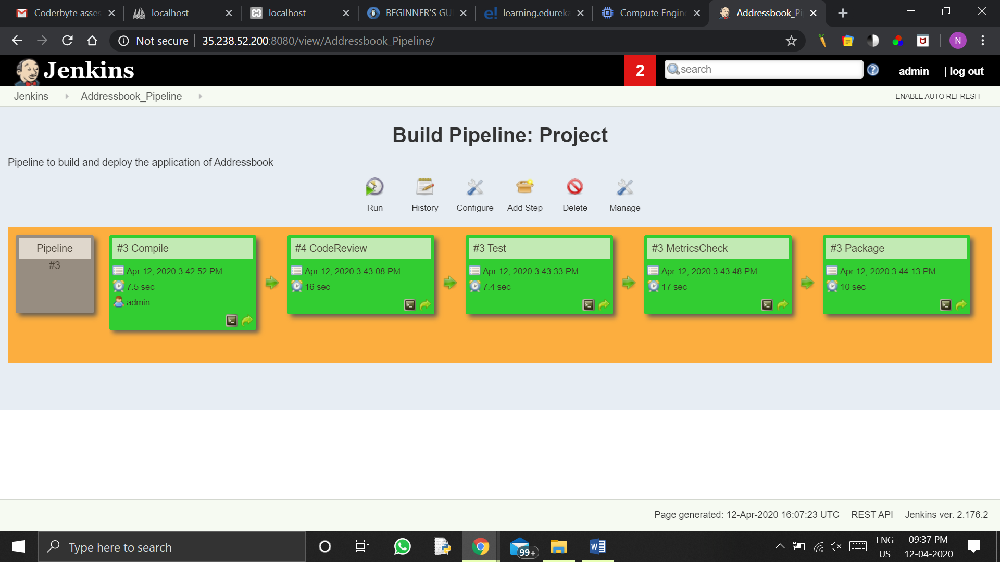 Coderbyte asses
localhost
localhost
BEGINNER'S GU
learning.edureka
Compute Engin
Addressbook_Pi
Not secure
35.238.52.200:8080/view/Addressbook_Pipeline/
N
Jenkins
2
search
admin
| log out
Jenkins
Addressbook_Pipeline
ENABLE AUTO REFRESH
Build Pipeline: Project
Pipeline to build and deploy the application of Addressbook
Run
History
Configure
Add Step
Delete
Manage
Pipeline
#3
#3 Compile
Apr 12, 2020 3:42:52 PM
7.5 sec
admin
#4 CodeReview
Apr 12, 2020 3:43:08 PM
16 sec
#3 Test
Apr 12, 2020 3:43:33 PM
7.4 sec
#3 MetricsCheck
Apr 12, 2020 3:43:48 PM
17 sec
#3 Package
Apr 12, 2020 3:44:13 PM
10 sec
Page generated: 12-Apr-2020 16:07:23 UTC
REST API
Jenkins ver. 2.176.2
Type here to search
99+
ENG
US
09:37 PM
12-04-2020